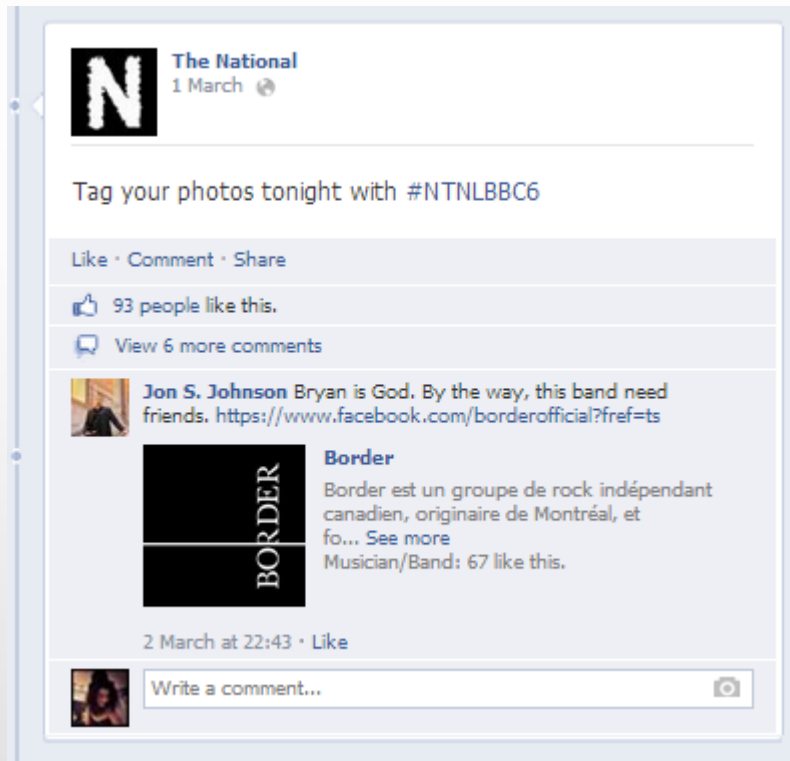 N
The National
1 March
Tag your photos tonight with #NTNLBBC6
Like · Comment · Share
93 people like this.
View 6 more comments
Jon S. Johnson Bryan is God. By the way, this band need
friends. https://www.facebook.com/borderofficial?fref=ts
BORDER
Border
Border est un groupe de rock indépendant
canadien, originaire de Montréal, et
fo... See more
Musician/Band: 67 like this.
2 March at 22:43 · Like
Write a comment...